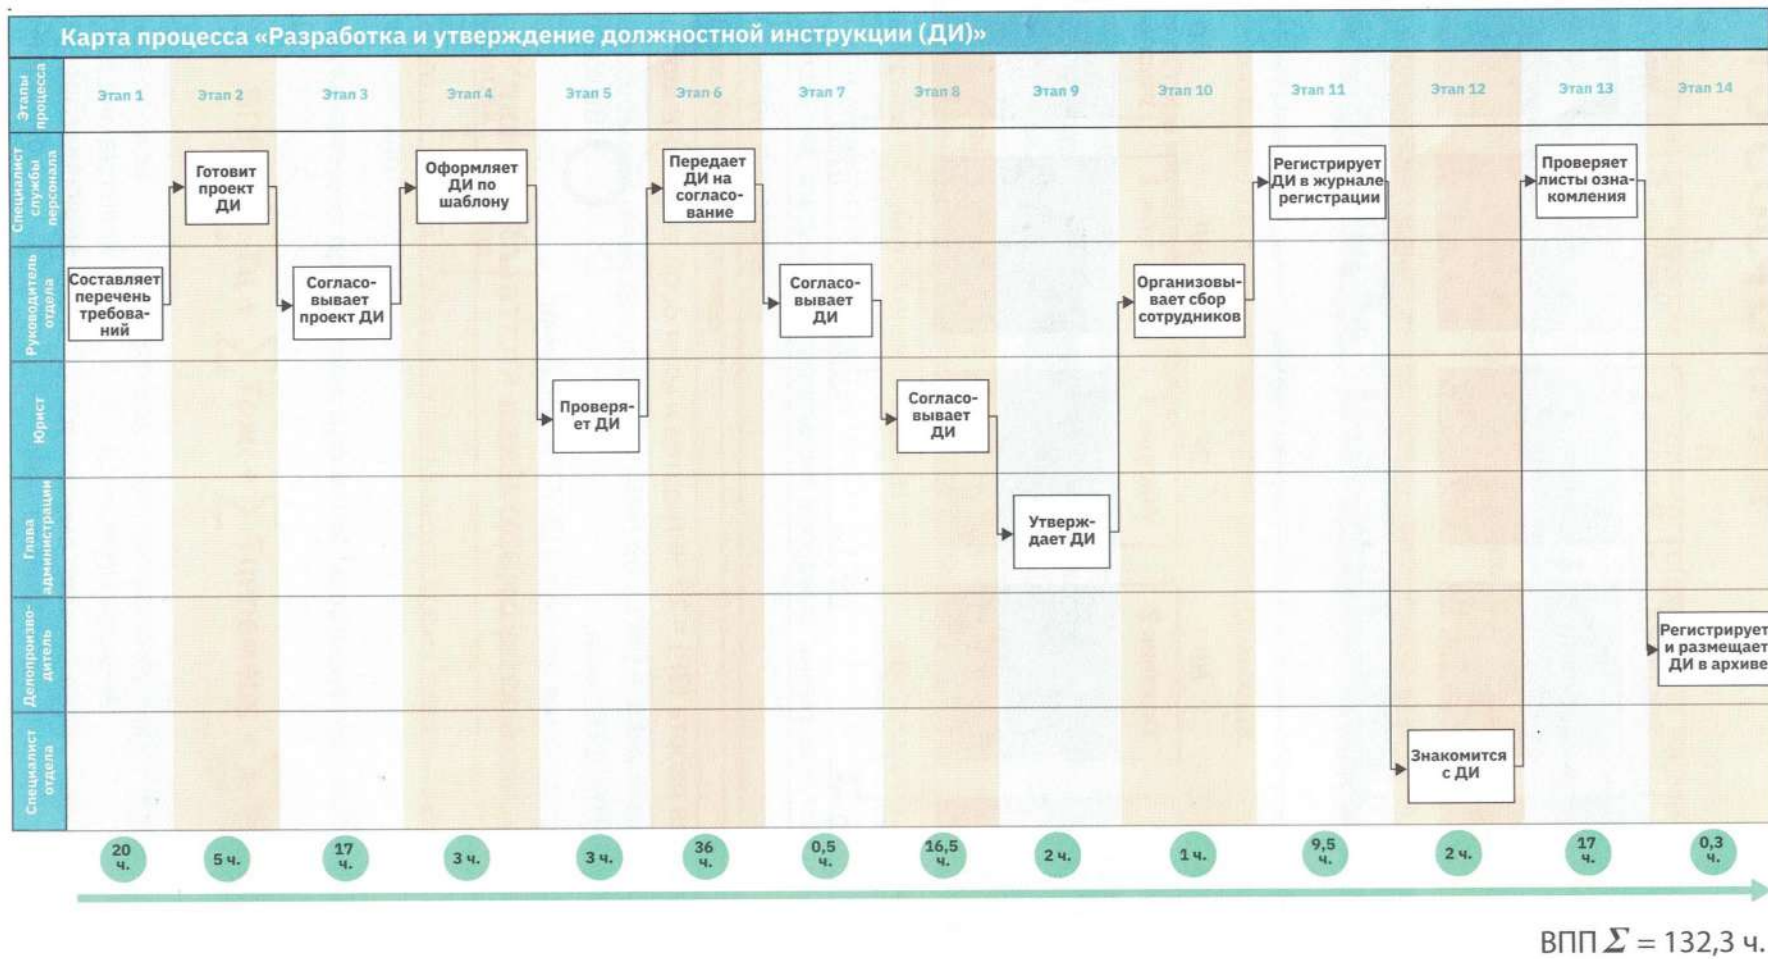 Карта процесса «Разработка и утверждение должностной инструкции (ДИ)»
Этапы
процесса
Этап 1
Этап 2
Этап 3
Этап 4
Этап 5
Этап 6
Этап 7
Этап 8
Этап 9
Этап 10
Этап 11
Этап 12
Этап 13
Этап 14
Специалист
службы
персонала
Готовит
проект
ДИ
Оформляет
ДИ по
шаблону
Передает
ДИ на
согласо-
вание
Регистрирует
ДИ в журнале
регистрации
Проверяет
листы озна-
комления
Руководитель
отдела
Составляет
перечень
требова-
ний
Согласо-
вывает
проект ДИ
Согласо-
вывает
ДИ
Организовы-
вает сбор
сотрудников
Юрист
Проверя-
ет ДИ
Согласо-
вывает
ДИ
Глава
администрации
Утверж-
дает ДИ
Делопроизво-
дитель
Регистрирует
и размещает
ДИ в архиве
Специалист
отдела
Знакомится
с ДИ
20
ч.
5 ч.
17
ч.
3 ч.
3 ч.
36
ч.
0,5
ч.
16,5
ч.
2 ч.
1 ч.
9,5
ч.
2 ч.
17
ч.
0,3
ч.
ВПП Σ = 132,3 ч.